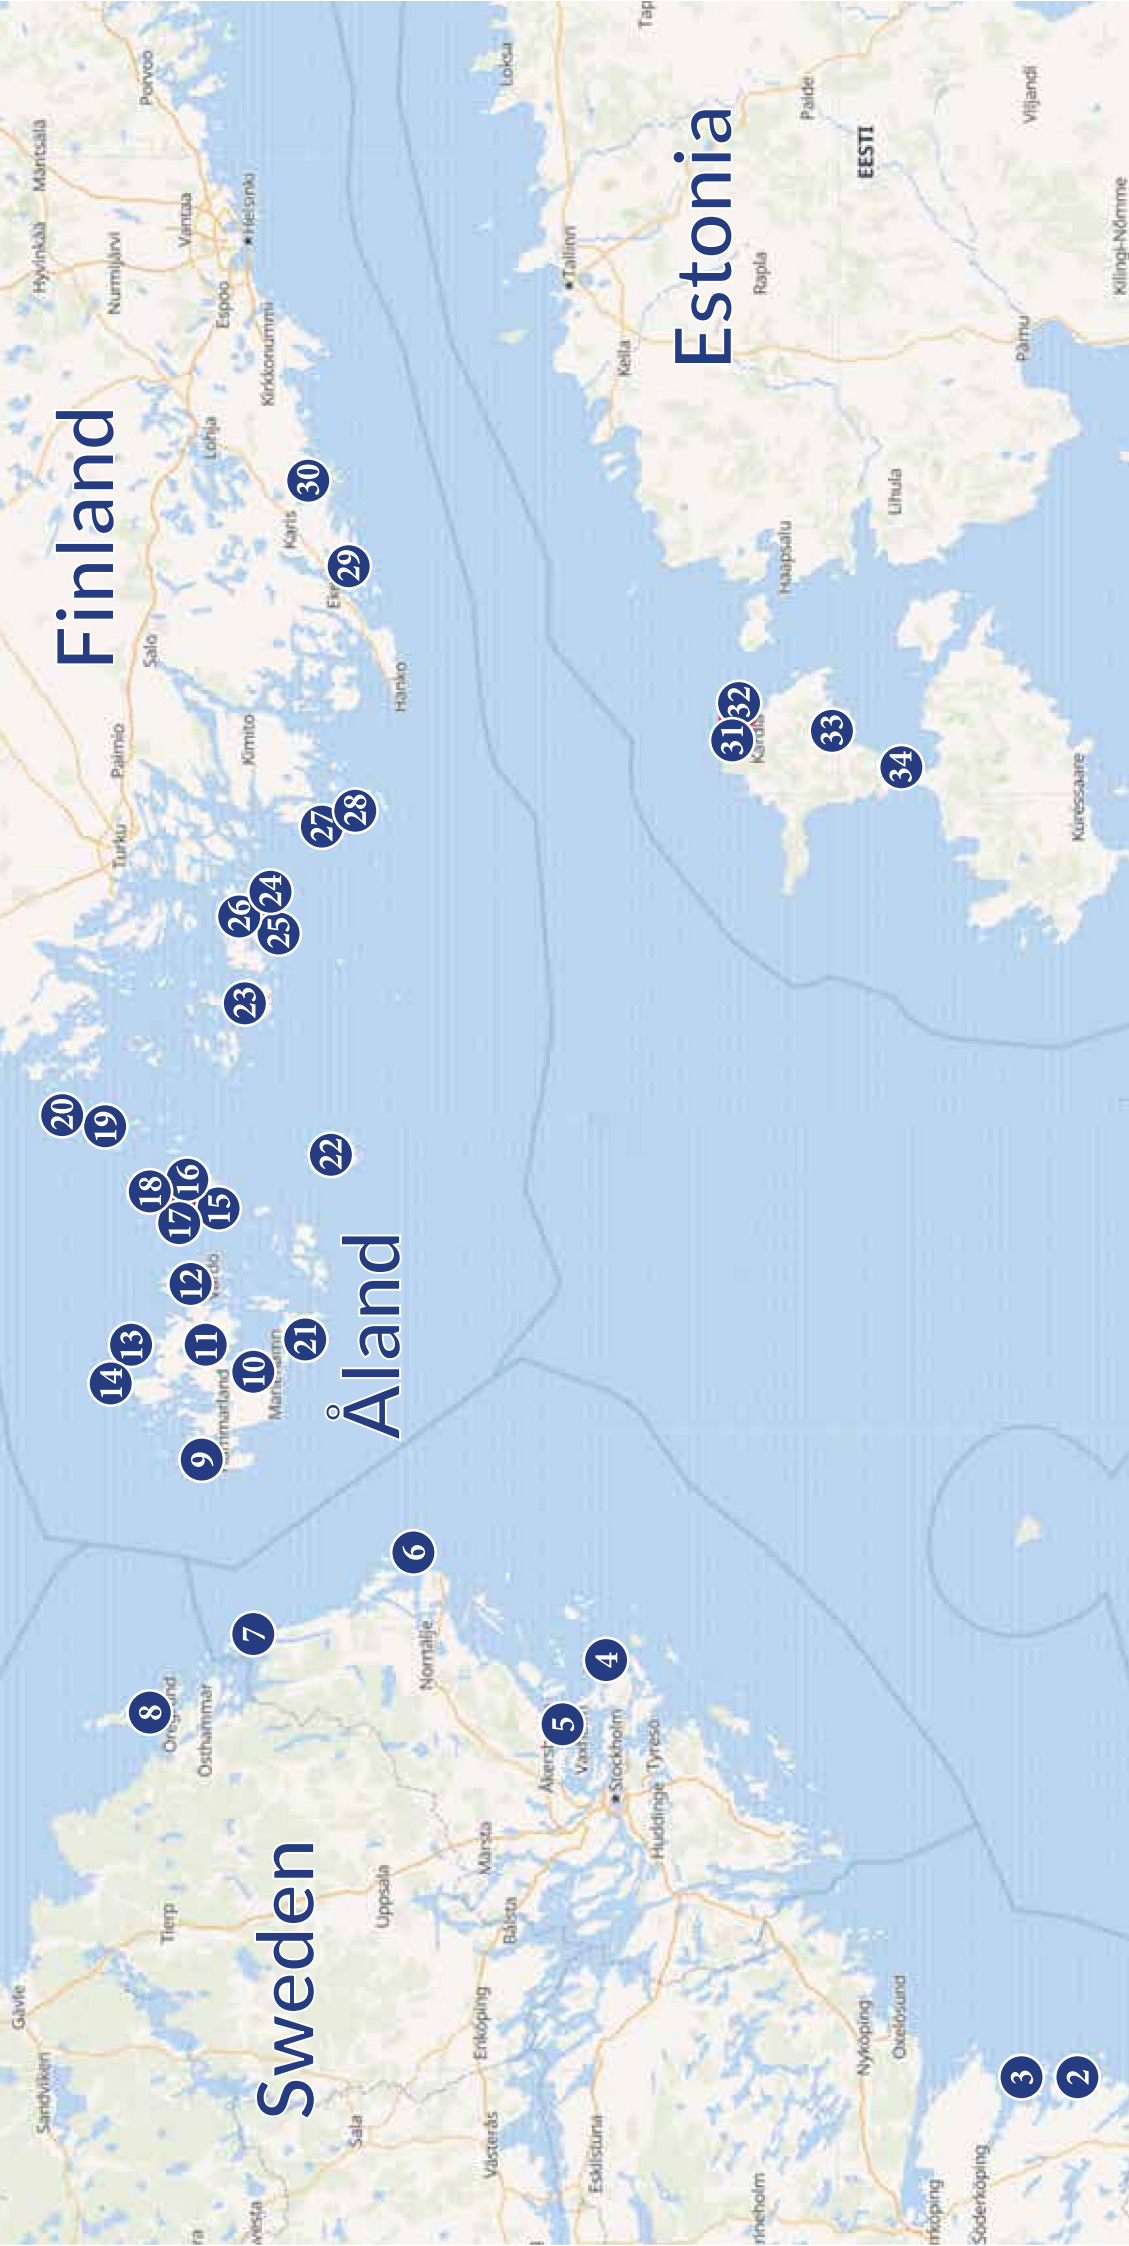 Finland
Sweden
Åland
Estonia
EESTI
Gävle
Sandviken
Tierp
Östhammar
Sala
Uppsala
Norrtälje
Märsta
Bålsta
Enköping
Västerås
Eskilstuna
Stockholm
Huddinge
Tyresö
Nyköping
Oxelösund
Söderköping
Turku
Paimio
Salo
Kimito
Hanko
Karis
Lohja
Kirkkonummi
Espoo
Vantaa
Helsinki
Nurmijärvi
Hyvinkää
Mäntsälä
Porvoo
Tallinn
Keila
Loksa
Rapla
Paide
Viljandi
Haapsalu
Lihula
Pärnu
Kilingi-Nõmme
Kuressaare
2
3
4
5
6
7
8
9
10
11
12
13
14
15
16
17
18
19
20
21
22
23
24
25
26
27
28
29
30
31
32
33
34